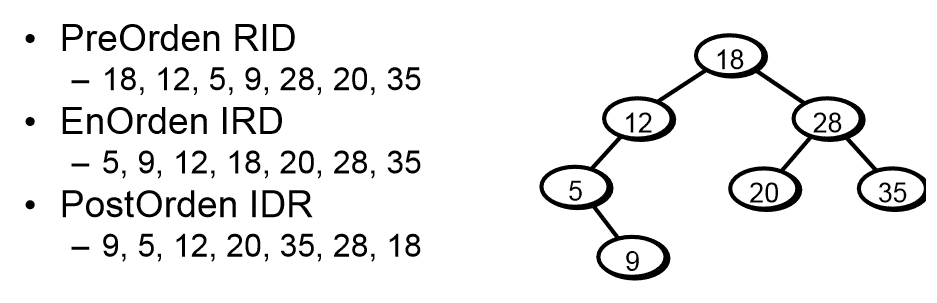 • PreOrden RID
– 18, 12, 5, 9, 28, 20, 35
• EnOrden IRD
– 5, 9, 12, 18, 20, 28, 35
• PostOrden IDR
– 9, 5, 12, 20, 35, 28, 18
18
12 28
5 20 35
9